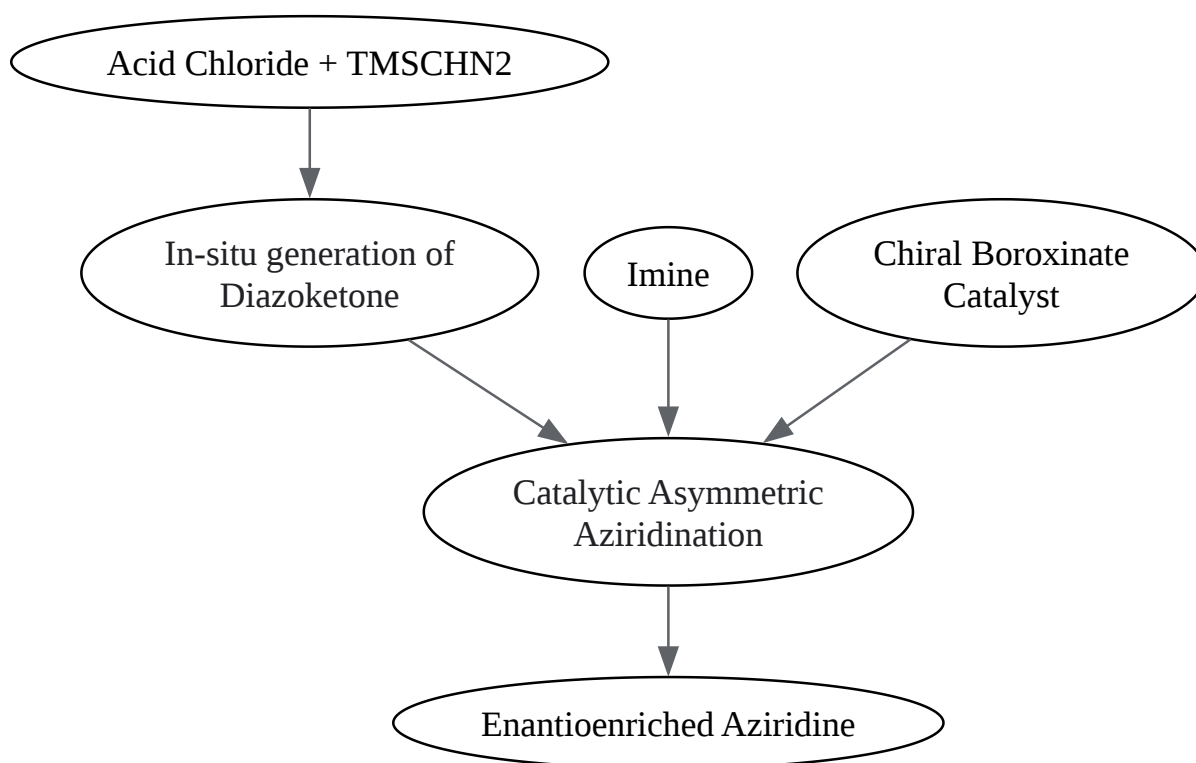 Acid Chloride + TMSCHN2
In-situ generation of
Diazoketone
Imine
Chiral Boroxinate
Catalyst
Catalytic Asymmetric
Aziridination
Enantioenriched Aziridine